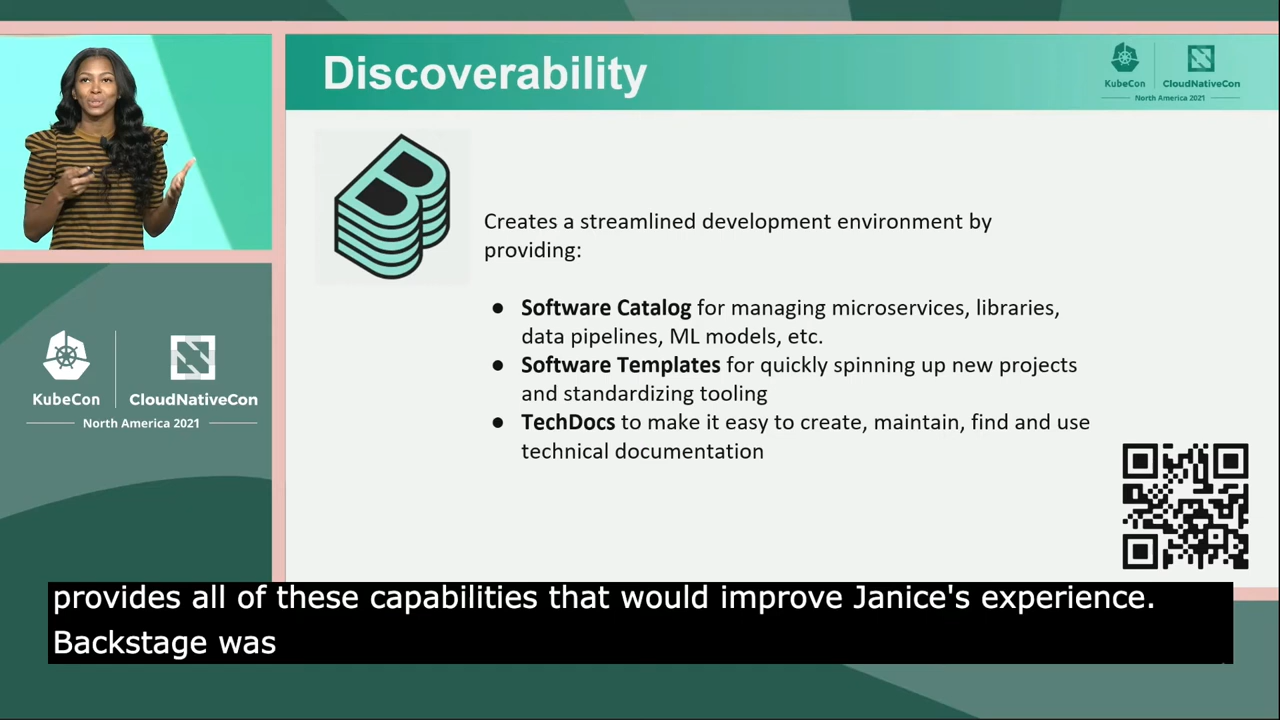 Discoverability
KubeCon
CloudNativeCon
North America 2021
B
Creates a streamlined development environment by
providing:
● Software Catalog for managing microservices, libraries,
data pipelines, ML models, etc.
● Software Templates for quickly spinning up new projects
and standardizing tooling
● TechDocs to make it easy to create, maintain, find and use
technical documentation
KubeCon
CloudNativeCon
North America 2021
provides all of these capabilities that would improve Janice's experience.
Backstage was